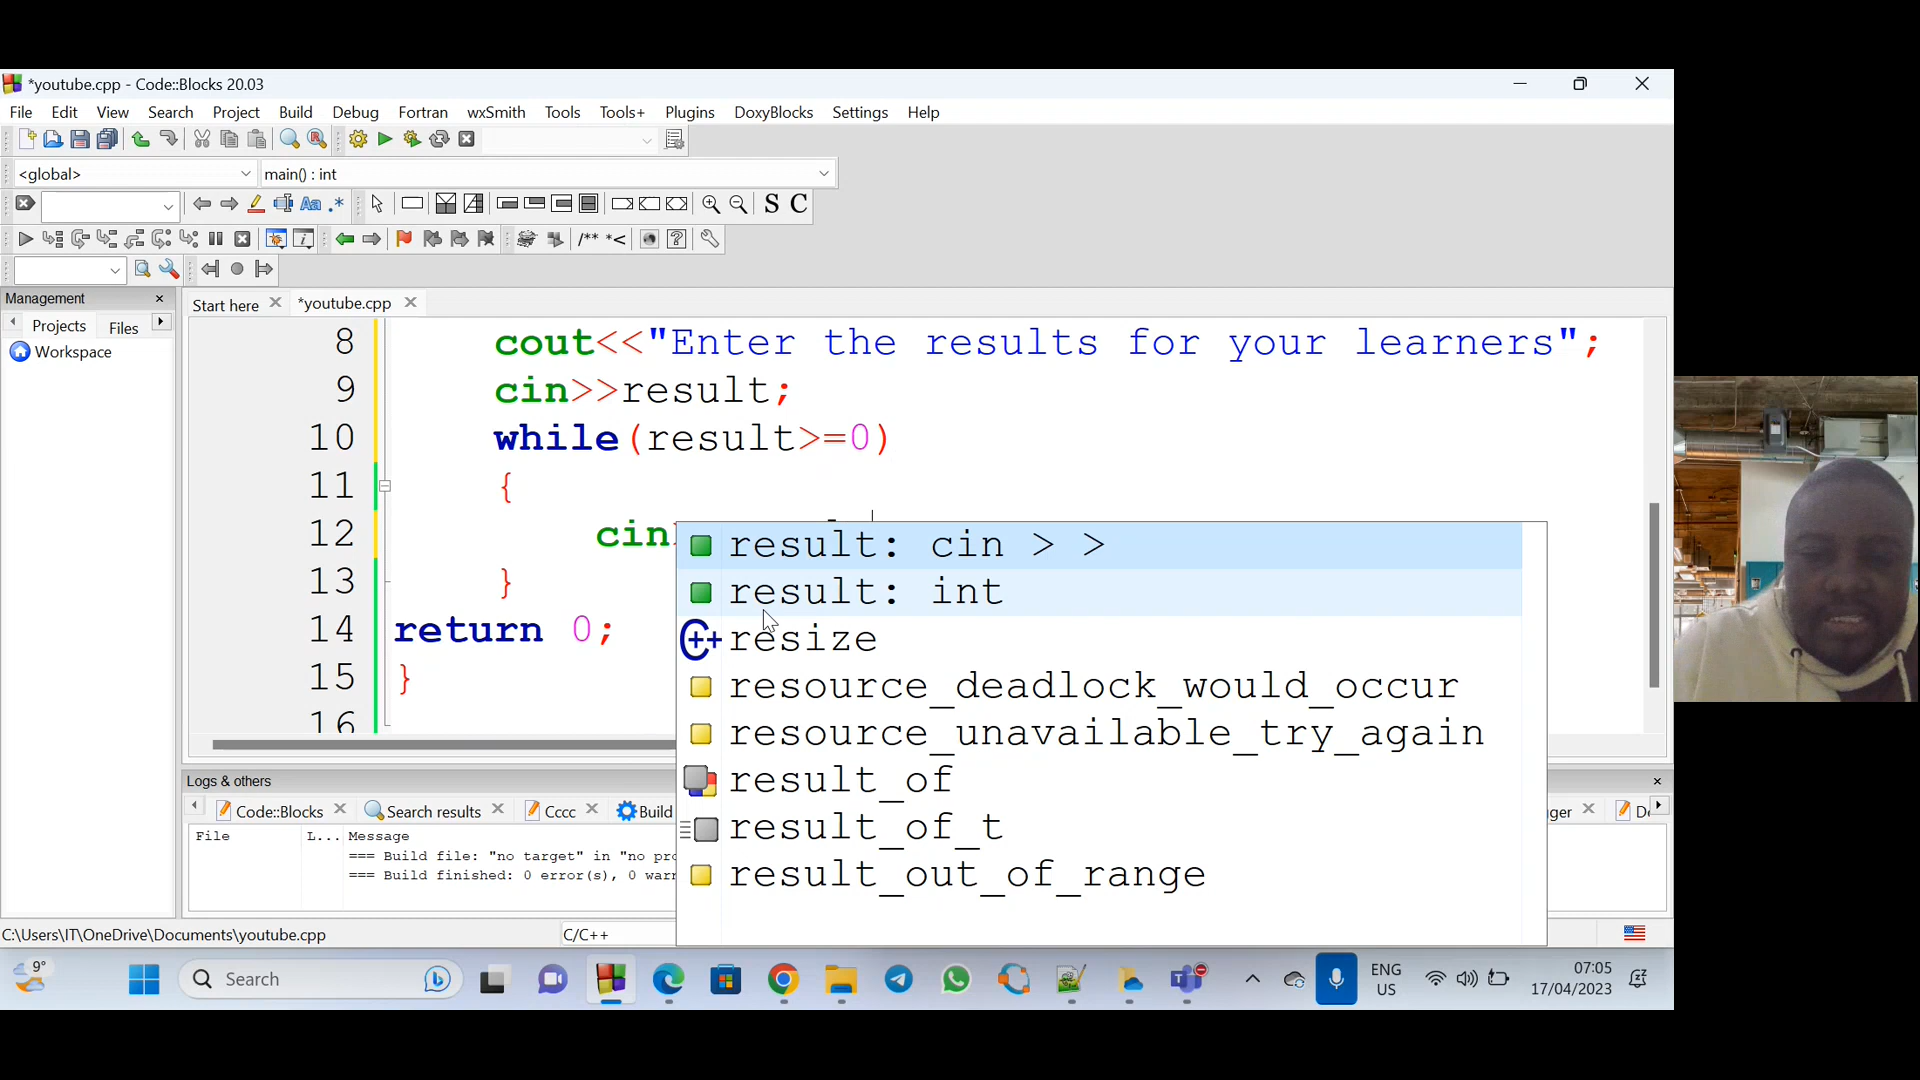 *youtube.cpp - Code::Blocks 20.03
File Edit View Search Project Build Debug Fortran wxSmith Tools Tools+ Plugins DoxyBlocks Settings Help
<global> main() : int
S C
/** *<
Management
Start here *youtube.cpp
Projects Files
Workspace
8 cout<<"Enter the results for your learners";
9 cin>>result;
10 while(result>=0)
11 {
12 cin
13 }
14 return 0;
15 }
16
result: cin > >
result: int
resize
resource_deadlock_would_occur
resource_unavailable_try_again
result_of
result_of_t
result_out_of_range
Logs & others
Code::Blocks Search results Cccc Build
File L... Message
=== Build file: "no target" in "no
=== Build finished: 0 error(s), 0
C:\Users\IT\OneDrive\Documents\youtube.cpp C/C++
9° Search ENG US 07:05
17/04/2023